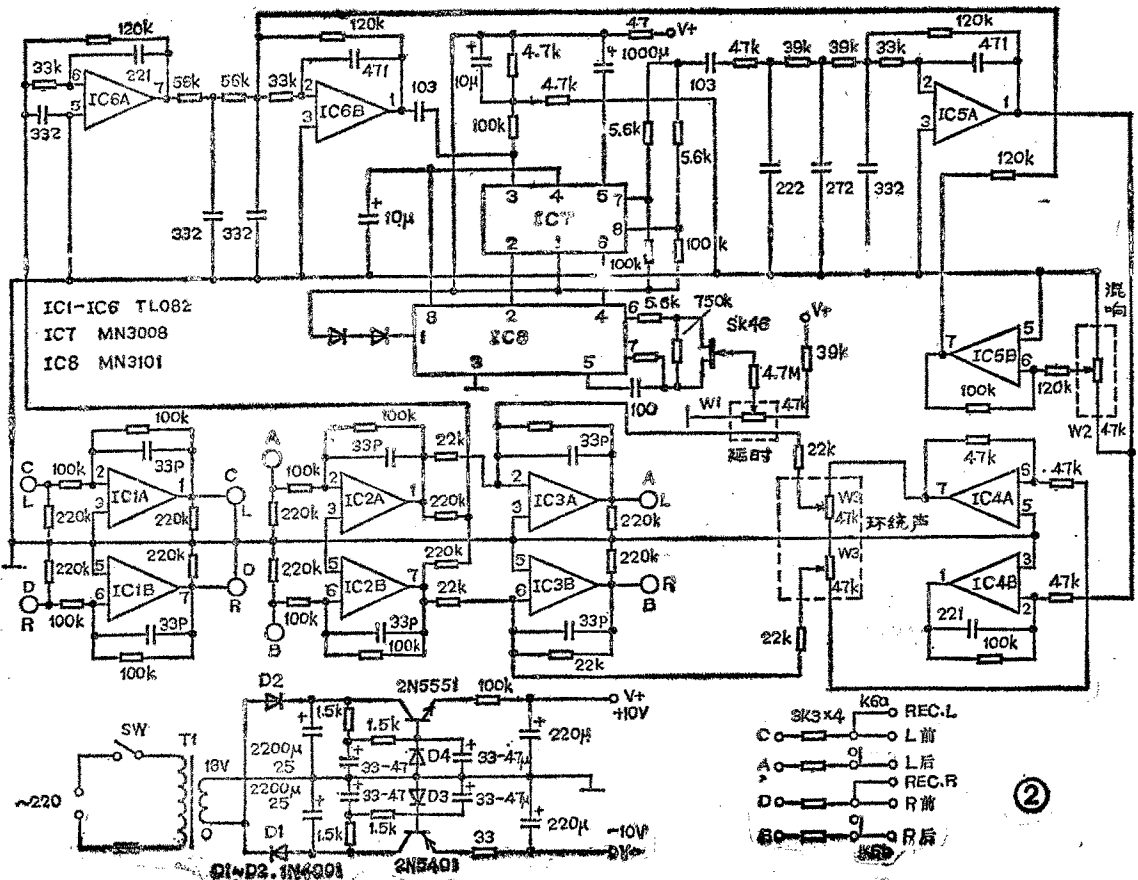 120k
120k
47
V+
120k
33k
221
6
7
5
IC6A
332
56k
56k
33k
2
3
1
IC6B
471
103
10μ
4.7k
4.7k
1000μ
100k
47k
39k
39k
33k
103
2
3
1
IC5A
471
5.6k
5.6k
120k
332
332
10μ
3
4
5
7
8
IC7
2
1
6
100k
100k
222
272
332
IC1-IC6 TL082
IC7 MN3008
IC8 MN3101
8
2
4
1
IC8
6
7
3
5
5.6k
750k
SK46
V+
39k
4.7M
100
W1
47k
延时
7
5
6
100k
120k
混响
W2
47k
C
L
100k
100k
33P
2
3
1
IC1A
220k
220k
C
L
220k
220k
5
6
7
IC1B
D
R
D
R
100k
33P
100k
A
100k
100k
33P
2
3
1
IC2A
22k
220k
220k
220k
220k
5
6
7
IC2B
22k
100k
B
33P
100k
33P
2
3
IC3A
A
L
220k
220k
5
6
IC3B
R
B
33P
22k
22k
W3
47k
环绕声
W3
47k
22k
47k
7
6
5
IC4A
47k
1
3
2
IC4B
47k
221
100k
SW
T1
~220
18V
0
D2
2200μ
25
2200μ
25
D1
1.5k
1.5k
33-47
33-47
1.5k
1.5k
2N5551
D4
D3
2N5401
33-47μ
33-47μ
100k
33
220μ
220μ
V+
+10V
-10V
D1~D2.1N4001
3K3×4
K6a
REC.L
C
L前
A
L后
REC.R
D
R前
B
R后
K6b
②